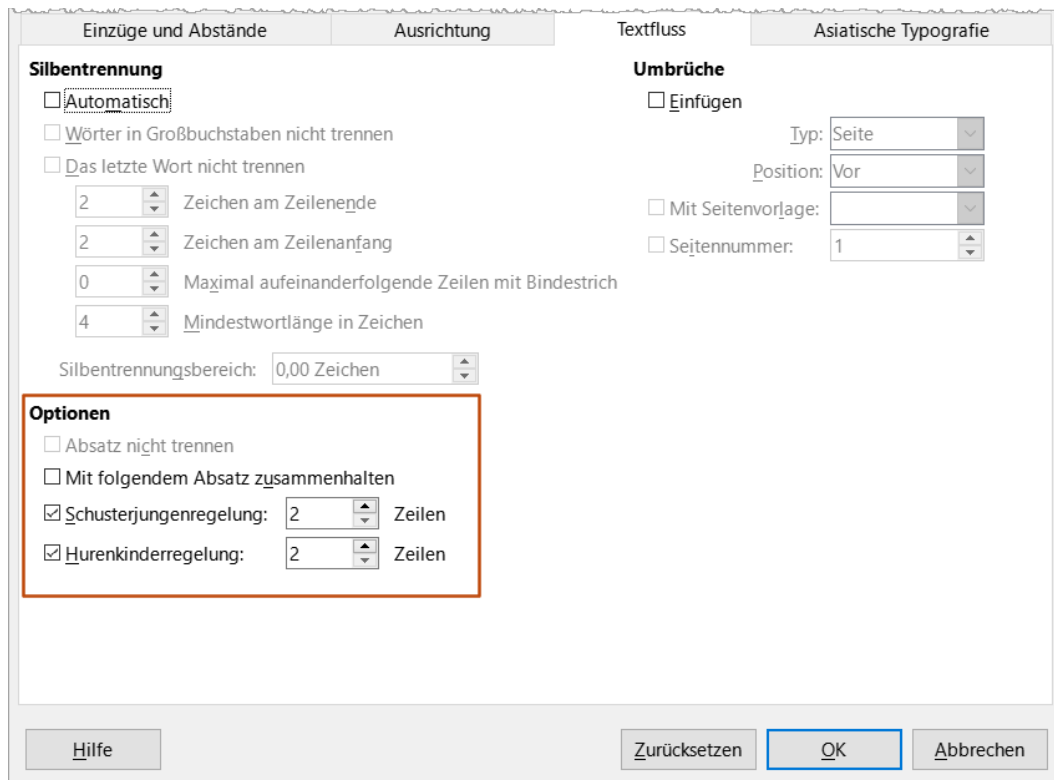 Einzüge und Abstände
Ausrichtung
Textfluss
Asiatische Typografie
Silbentrennung
Automatisch
Wörter in Großbuchstaben nicht trennen
Das letzte Wort nicht trennen
2 Zeichen am Zeilenende
2 Zeichen am Zeilenanfang
0 Maximal aufeinanderfolgende Zeilen mit Bindestrich
4 Mindestwortlänge in Zeichen
Silbentrennungsbereich: 0,00 Zeichen
Optionen
Absatz nicht trennen
Mit folgendem Absatz zusammenhalten
Schusterjungenregelung: 2 Zeilen
Hurenkinderregelung: 2 Zeilen
Umbrüche
Einfügen
Typ: Seite
Position: Vor
Mit Seitenvorlage:
Seitennummer: 1
Hilfe
Zurücksetzen
OK
Abbrechen